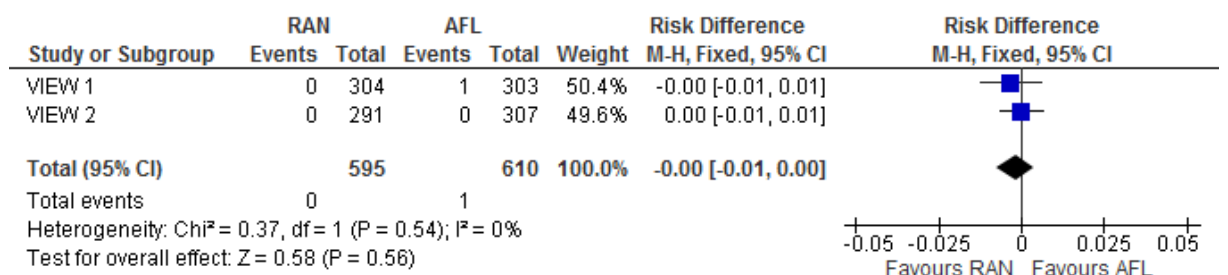 RAN AFL Risk Difference Risk Difference
Study or Subgroup Events Total Events Total Weight M-H, Fixed, 95% CI M-H, Fixed, 95% CI
VIEW 1 0 304 1 303 50.4% -0.00 [-0.01, 0.01]
VIEW 2 0 291 0 307 49.6% 0.00 [-0.01, 0.01]
Total (95% CI) 595 610 100.0% -0.00 [-0.01, 0.00]
Total events 0 1
Heterogeneity: Chi² = 0.37, df = 1 (P = 0.54); I² = 0%
Test for overall effect: Z = 0.58 (P = 0.56)
-0.05 -0.025 0 0.025 0.05
Favours RAN Favours AFL